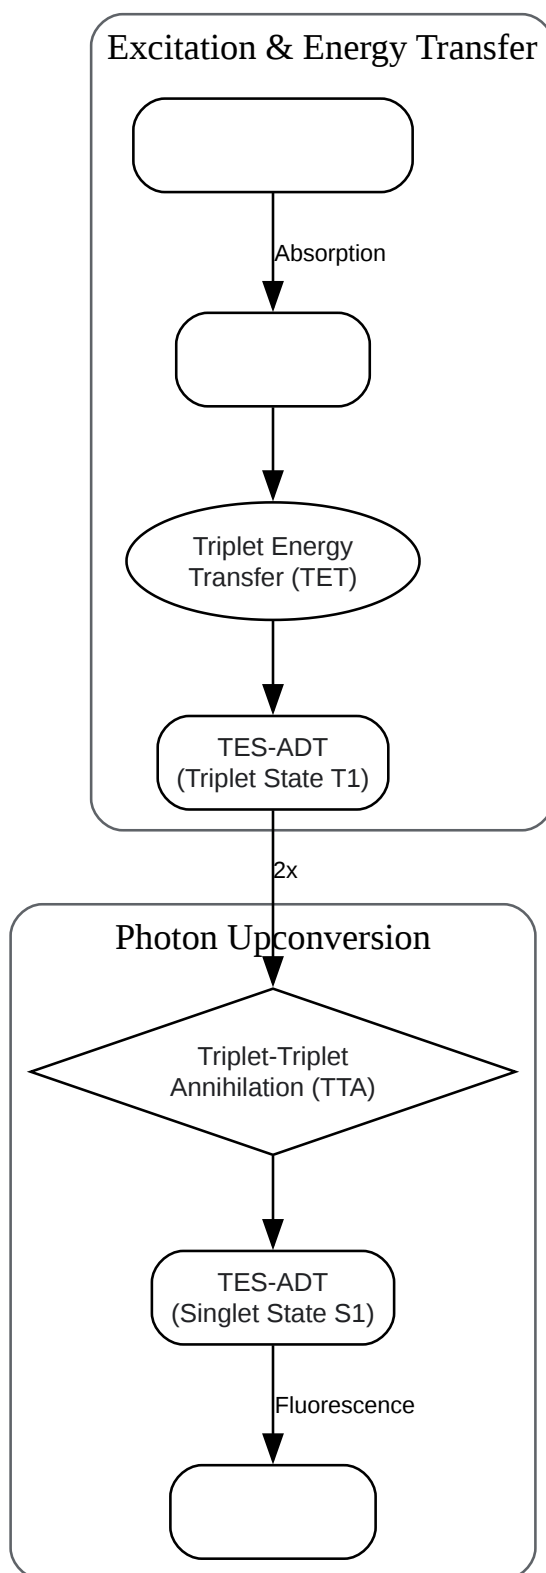 Excitation & Energy Transfer
Absorption
Triplet Energy
Transfer (TET)
TES-ADT
(Triplet State T1)
2x
Photon Upconversion
Triplet-Triplet
Annihilation (TTA)
TES-ADT
(Singlet State S1)
Fluorescence